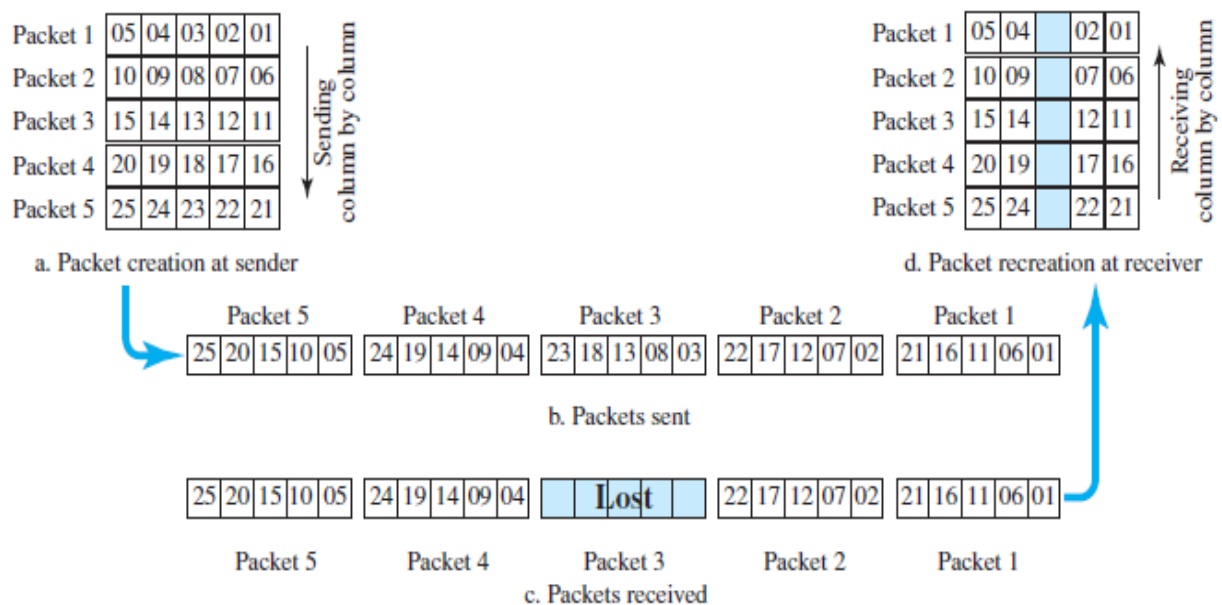 Packet 1 05 04 03 02 01
Packet 2 10 09 08 07 06
Packet 3 15 14 13 12 11
Packet 4 20 19 18 17 16
Packet 5 25 24 23 22 21
Sending
column by column
a. Packet creation at sender
Packet 1 05 04 02 01
Packet 2 10 09 07 06
Packet 3 15 14 12 11
Packet 4 20 19 17 16
Packet 5 25 24 22 21
Receiving
column by column
d. Packet recreation at receiver
Packet 5 Packet 4 Packet 3 Packet 2 Packet 1
25 20 15 10 05 24 19 14 09 04 23 18 13 08 03 22 17 12 07 02 21 16 11 06 01
b. Packets sent
25 20 15 10 05 24 19 14 09 04 Lost 22 17 12 07 02 21 16 11 06 01
Packet 5 Packet 4 Packet 3 Packet 2 Packet 1
c. Packets received